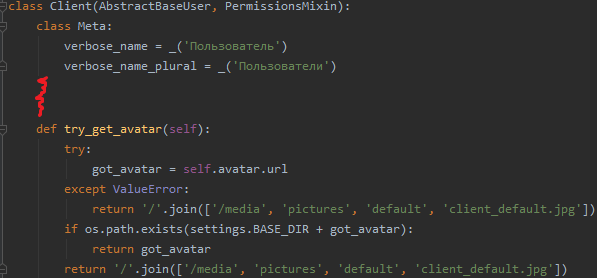 class Client(AbstractBaseUser, PermissionsMixin):
class Meta:
verbose_name = _('Пользователь')
verbose_name_plural = _('Пользователи')
def try_get_avatar(self):
try:
got_avatar = self.avatar.url
except ValueError:
return '/'.join(['/media', 'pictures', 'default', 'client_default.jpg'])
if os.path.exists(settings.BASE_DIR + got_avatar):
return got_avatar
return '/'.join(['/media', 'pictures', 'default', 'client_default.jpg'])